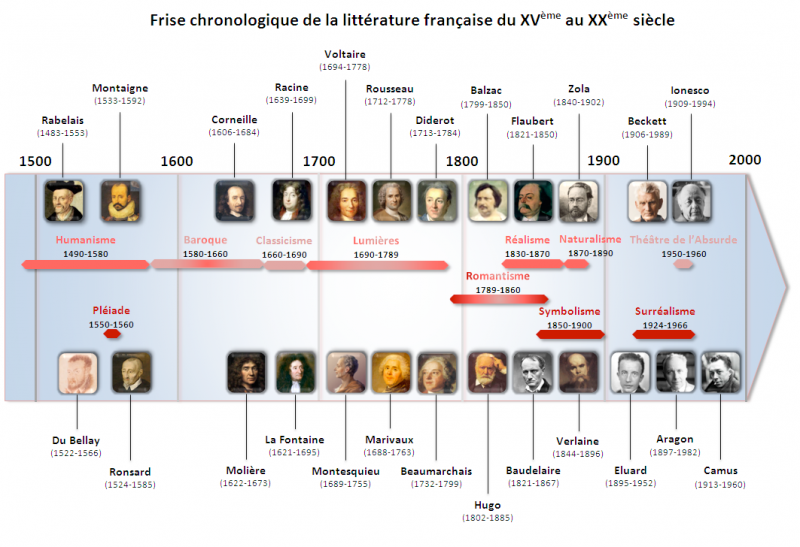 Frise chronologique de la littérature française du XVème au XXème siècle
Voltaire
(1694-1778)
Montaigne
(1533-1592)
Racine
(1639-1699)
Rousseau
(1712-1778)
Balzac
(1799-1850)
Zola
(1840-1902)
Ionesco
(1909-1994)
Rabelais
(1483-1553)
Corneille
(1606-1684)
Diderot
(1713-1784)
Flaubert
(1821-1850)
Beckett
(1906-1989)
1500 1600 1700 1800 1900 2000
Humanisme
1490-1580
Baroque
1580-1660
Classicisme
1660-1690
Lumières
1690-1789
Réalisme
1830-1870
Naturalisme
1870-1890
Théâtre de l'Absurde
1950-1960
Romantisme
1789-1860
Pléiade
1550-1560
Symbolisme
1850-1900
Surréalisme
1924-1966
Du Bellay
(1522-1566)
La Fontaine
(1621-1695)
Marivaux
(1688-1763)
Verlaine
(1844-1896)
Aragon
(1897-1982)
Ronsard
(1524-1585)
Molière
(1622-1673)
Montesquieu
(1689-1755)
Beaumarchais
(1732-1799)
Baudelaire
(1821-1867)
Eluard
(1895-1952)
Camus
(1913-1960)
Hugo
(1802-1885)